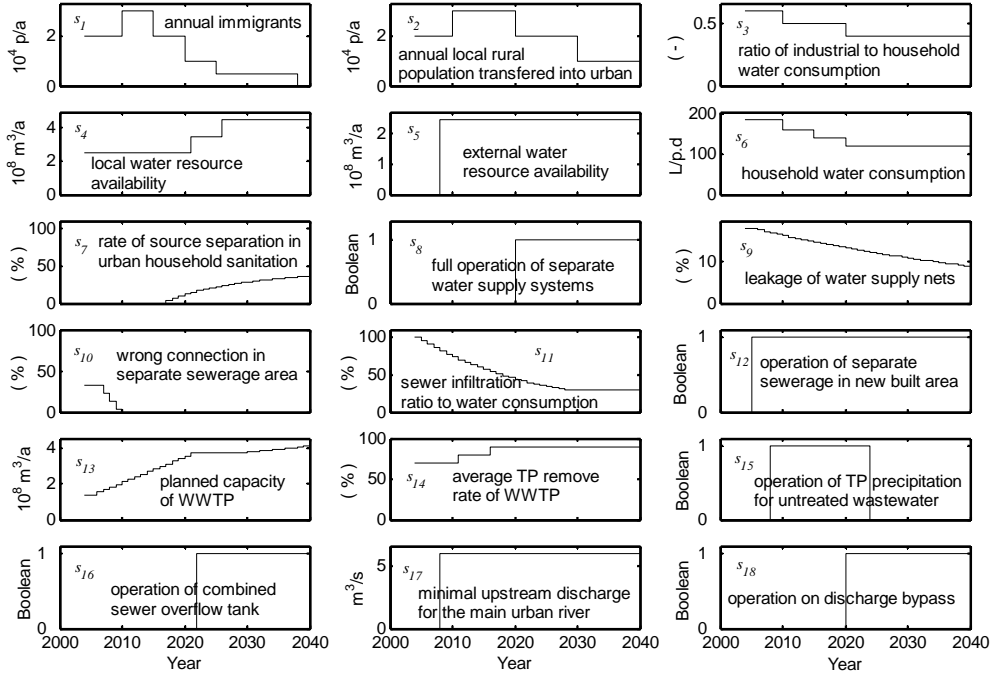 s1
annual immigrants
10^4 p/a
4
2
0
s2
annual local rural
population transfered into urban
10^4 p/a
4
2
0
s3
ratio of industrial to household
water consumption
( - )
0.5
0
s4
local water resource
availability
10^8 m^3/a
4
2
0
s5
external water
resource availability
10^8 m^3/a
2
0
s6
household water consumption
L/p.d
200
100
0
s7
rate of source separation in
urban household sanitation
( % )
100
50
0
s8
full operation of separate
water supply systems
Boolean
1
0
s9
leakage of water supply nets
( % )
10
0
s10
wrong connection in
separate sewerage area
( % )
100
50
0
s11
sewer infiltration
ratio to water consumption
( % )
100
50
0
s12
operation of separate
sewerage in new built area
Boolean
1
0
s13
planned capacity
of WWTP
10^8 m^3/a
4
2
0
s14
average TP remove
rate of WWTP
( % )
100
50
0
s15
operation of TP precipitation
for untreated wastewater
Boolean
1
0
s16
operation of combined
sewer overflow tank
Boolean
1
0
2000 2010 2020 2030 2040
Year
s17
minimal upstream discharge
for the main urban river
m^3/s
5
0
2000 2010 2020 2030 2040
Year
s18
operation on discharge bypass
Boolean
1
0
2000 2010 2020 2030 2040
Year